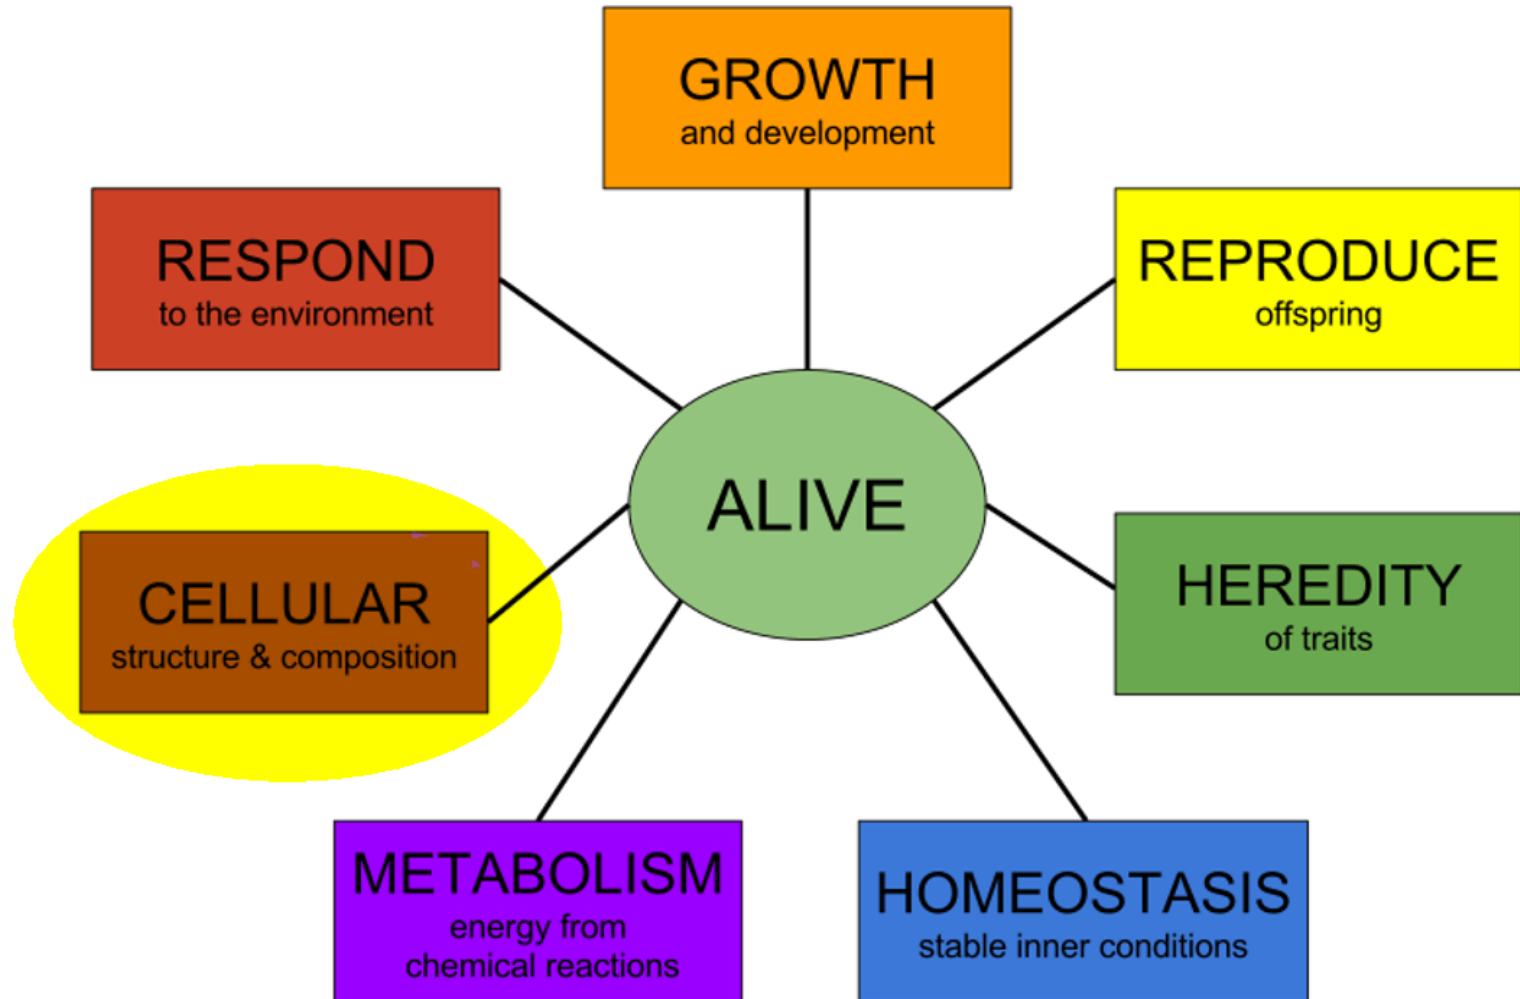 GROWTH
and development
RESPOND
to the environment
REPRODUCE
offspring
ALIVE
CELLULAR
structure & composition
HEREDITY
of traits
METABOLISM
energy from
chemical reactions
HOMEOSTASIS
stable inner conditions